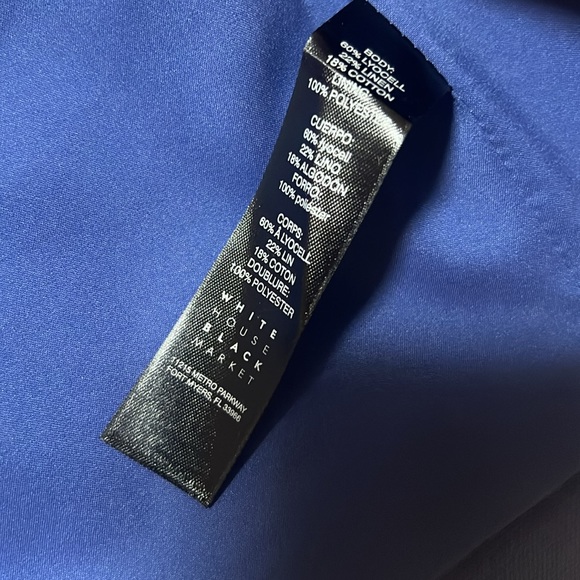 BODY:
60% LYOCELL
22% LINEN
18% COTTON
LINING:
100% POLYESTER
CUERPO:
60% lyocell
22% LINO
18% ALGODÓN
FORRO:
100% poliéster
CORPS:
60% À LYOCELL
22% LIN
18% COTON
DOUBLURE:
100% POLYESTER
WHITE
HOUSE
BLACK
MARKET
11215 METRO PARKWAY
FORT MYERS, FL 33966